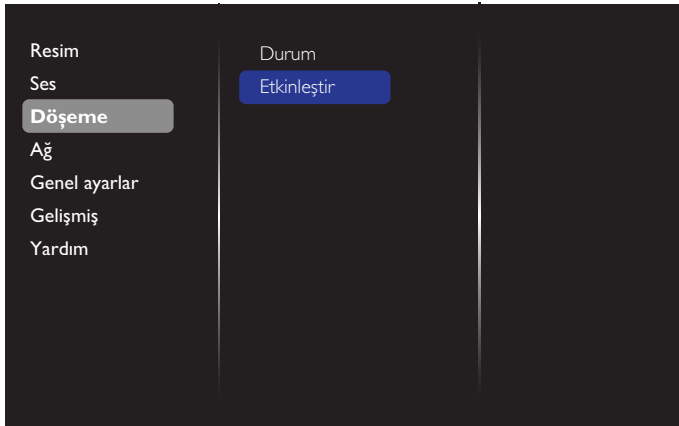 Resim
Ses
Döşeme
Ağ
Genel ayarlar
Gelişmiş
Yardım
Durum
Etkinleştir